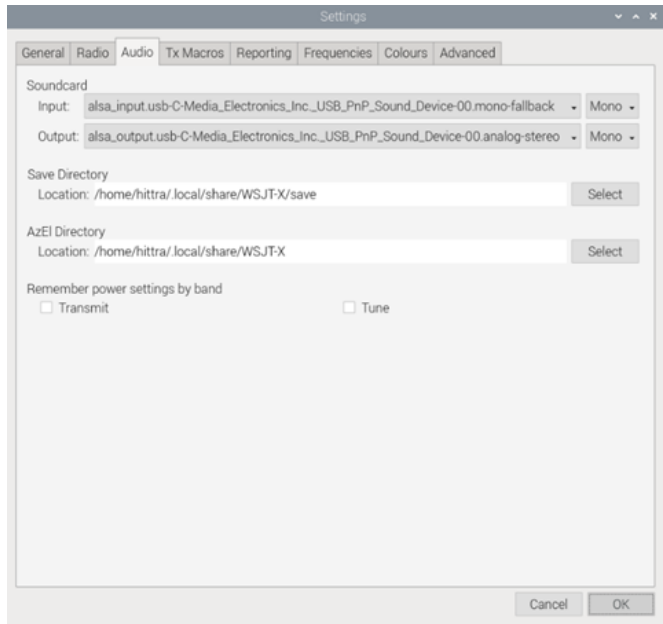 Settings
General Radio Audio Tx Macros Reporting Frequencies Colours Advanced
Soundcard
Input: alsa_input.usb-C-Media_Electronics_Inc._USB_PnP_Sound_Device-00.mono-fallback Mono
Output: alsa_output.usb-C-Media_Electronics_Inc._USB_PnP_Sound_Device-00.analog-stereo Mono
Save Directory
Location: /home/hittra/.local/share/WSJT-X/save Select
AzEl Directory
Location: /home/hittra/.local/share/WSJT-X Select
Remember power settings by band
Transmit Tune
Cancel OK